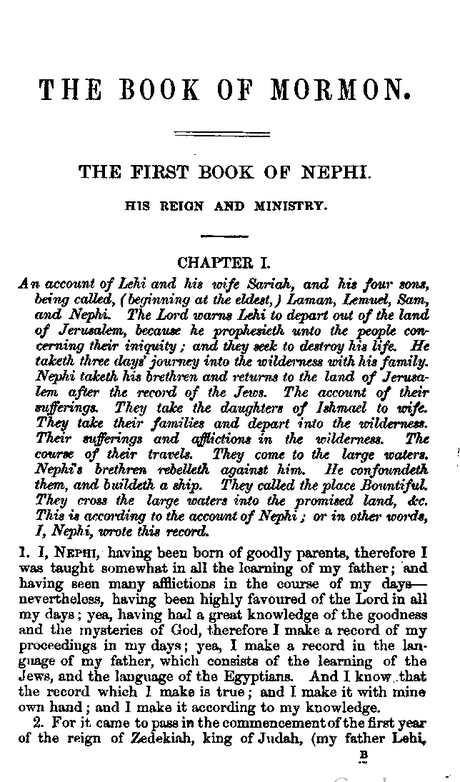 THE BOOK OF MORMON.
THE FIRST BOOK OF NEPHI.
HIS REIGN AND MINISTRY.
CHAPTER I.
An account of Lehi and his wife Sariah, and his four sons,
being called, (beginning at the eldest,) Laman, Lemuel, Sam,
and Nephi. The Lord warns Lehi to depart out of the land
of Jerusalem, because he prophesieth unto the people con-
cerning their iniquity; and they seek to destroy his life. He
taketh three days' journey into the wilderness with his family.
Nephi taketh his brethren and returns to the land of Jerusa-
lem after the record of the Jews. The account of their
sufferings. They take the daughters of Ishmael to wife.
They take their families and depart into the wilderness.
Their sufferings and afflictions in the wilderness. The
course of their travels. They come to the large waters.
Nephi's brethren rebelleth against him. He confoundeth
them, and buildeth a ship. They called the place Bountiful.
They cross the large waters into the promised land, &c.
This is according to the account of Nephi; or in other words,
I, Nephi, wrote this record.
1. I, NEPHI, having been born of goodly parents, therefore I
was taught somewhat in all the learning of my father; and
having seen many afflictions in the course of my days—
nevertheless, having been highly favoured of the Lord in all
my days; yea, having had a great knowledge of the goodness
and the mysteries of God, therefore I make a record of my
proceedings in my days; yea, I make a record in the lan-
guage of my father, which consists of the learning of the
Jews, and the language of the Egyptians. And I know that
the record which I make is true; and I make it with mine
own hand; and I make it according to my knowledge.
2. For it came to pass in the commencement of the first year
of the reign of Zedekiah, king of Judah, (my father Lehi,
B